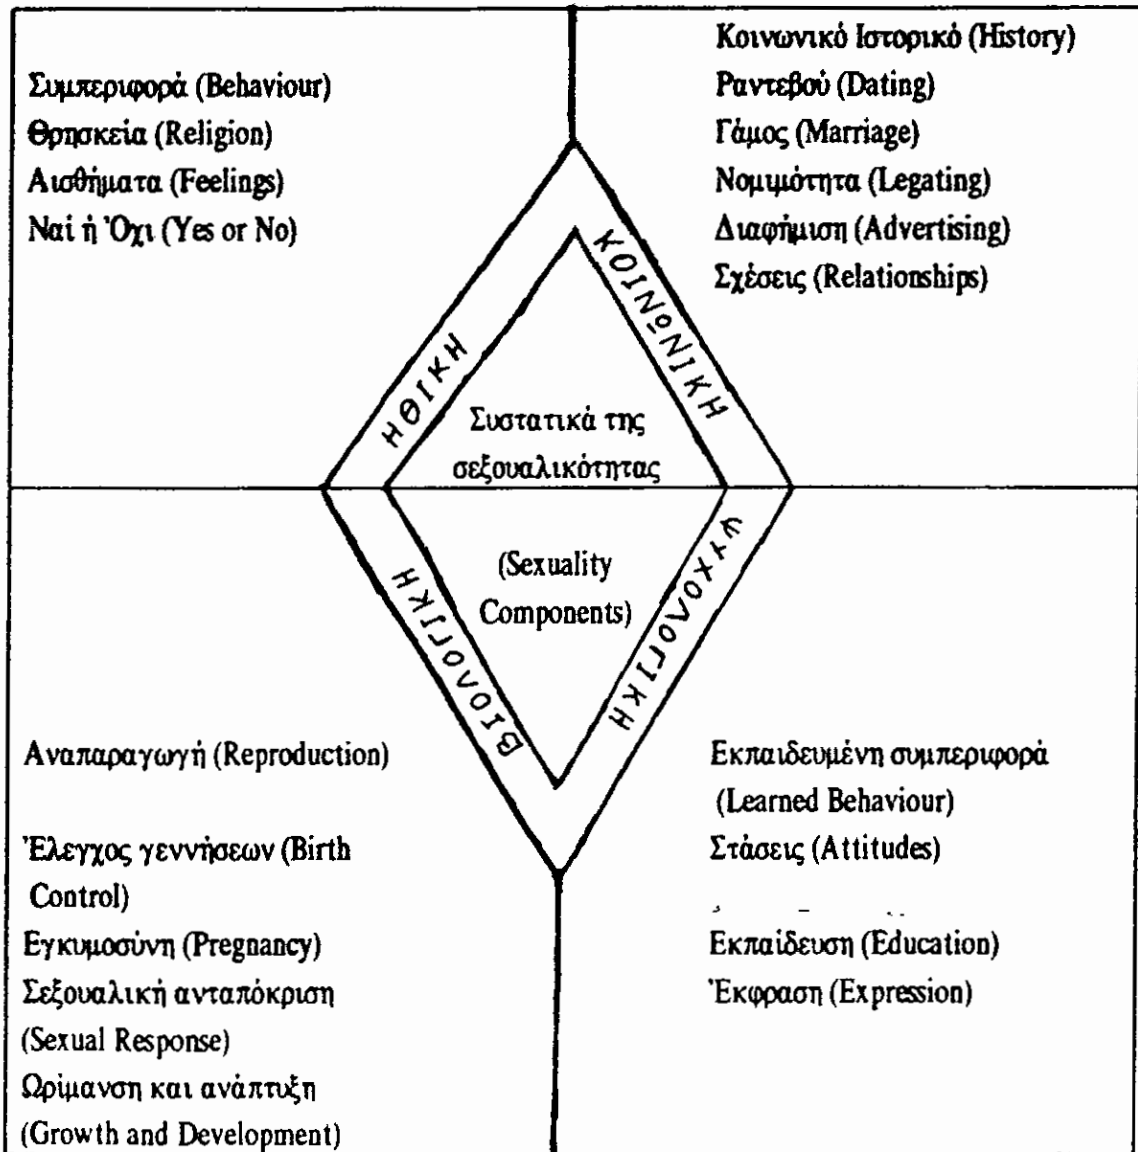 Συμπεριφορά (Behaviour)
Θρησκεία (Religion)
Αισθήματα (Feelings)
Ναί ή Όχι (Yes or No)
Κοινωνικό Ιστορικό (History)
Ραντεβού (Dating)
Γάμος (Marriage)
Νομιμότητα (Legating)
Διαφήμιση (Advertising)
Σχέσεις (Relationships)
ΗΘΙΚΗ
ΚΟΙΝΩΝΙΚΗ
Συστατικά της
σεξουαλικότητας
(Sexuality
Components)
ΒΙΟΛΟΓΙΚΗ
ΨΥΧΟΛΟΓΙΚΗ
Αναπαραγωγή (Reproduction)
Έλεγχος γεννήσεων (Birth
Control)
Εγκυμοσύνη (Pregnancy)
Σεξουαλική ανταπόκριση
(Sexual Response)
Ωρίμανση και ανάπτυξη
(Growth and Development)
Εκπαιδευμένη συμπεριφορά
(Learned Behaviour)
Στάσεις (Attitudes)
Εκπαίδευση (Education)
Έκφραση (Expression)